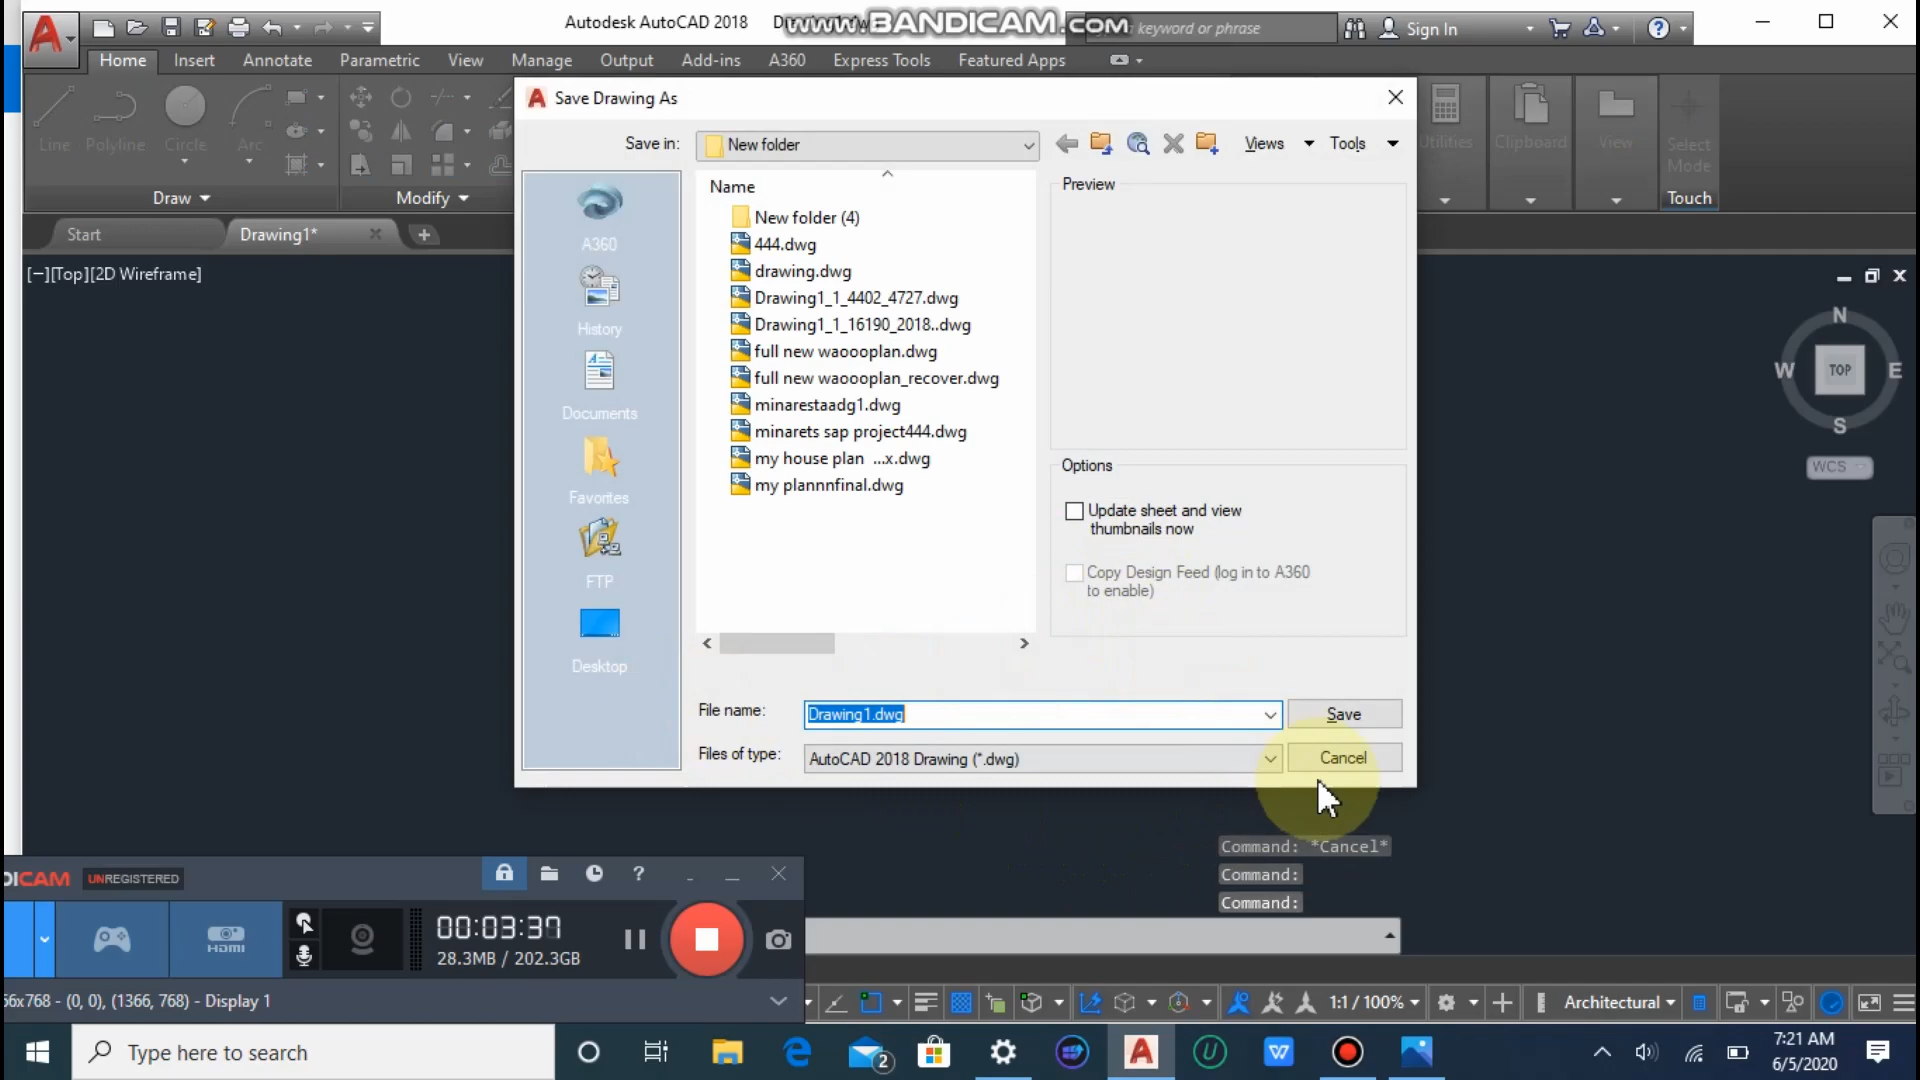 Autodesk AutoCAD 2018
www.BANDICAM.com
keyword or phrase
Sign In
Home Insert Annotate Parametric View Manage Output Add-ins A360 Express Tools Featured Apps
Line Polyline Circle Arc
Draw
Modify
Utilities
Clipboard
View
Select Mode
Touch
Start
Drawing1*
[−][Top][2D Wireframe]
Save Drawing As
Save in:
New folder
Views
Tools
Name
New folder (4)
444.dwg
drawing.dwg
Drawing1_1_4402_4727.dwg
Drawing1_1_16190_2018..dwg
full new waoooplan.dwg
full new waoooplan_recover.dwg
minarestaadg1.dwg
minarets sap project444.dwg
my house plan ...x.dwg
my plannnfinal.dwg
A360
History
Documents
Favorites
FTP
Desktop
Preview
Options
Update sheet and view
thumbnails now
Copy Design Feed (log in to A360
to enable)
File name:
Drawing1.dwg
Save
Files of type:
AutoCAD 2018 Drawing (*.dwg)
Cancel
N
W
TOP
E
S
WCS
Command: *Cancel*
Command:
Command:
DICAM
UNREGISTERED
HDMI
00:03:37
28.3MB / 202.3GB
66x768 - (0, 0), (1366, 768) - Display 1
1:1 / 100%
Architectural
Type here to search
2
7:21 AM
6/5/2020